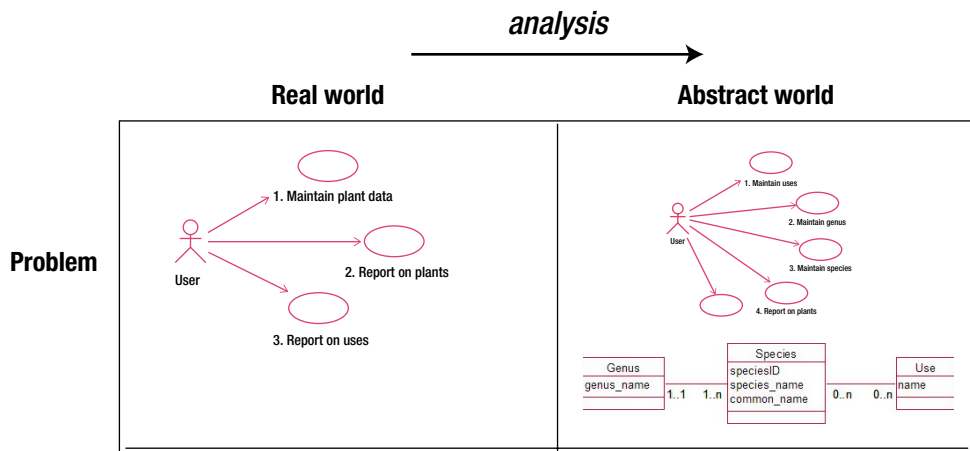 analysis
Real world
Abstract world
Problem
1. Maintain plant data
User
2. Report on plants
3. Report on uses
1. Maintain uses
2. Maintain genus
User
3. Maintain species
4. Report on plants
Genus
genus_name
1..1
1..n
Species
speciesID
species_name
common_name
0..n
0..n
Use
name